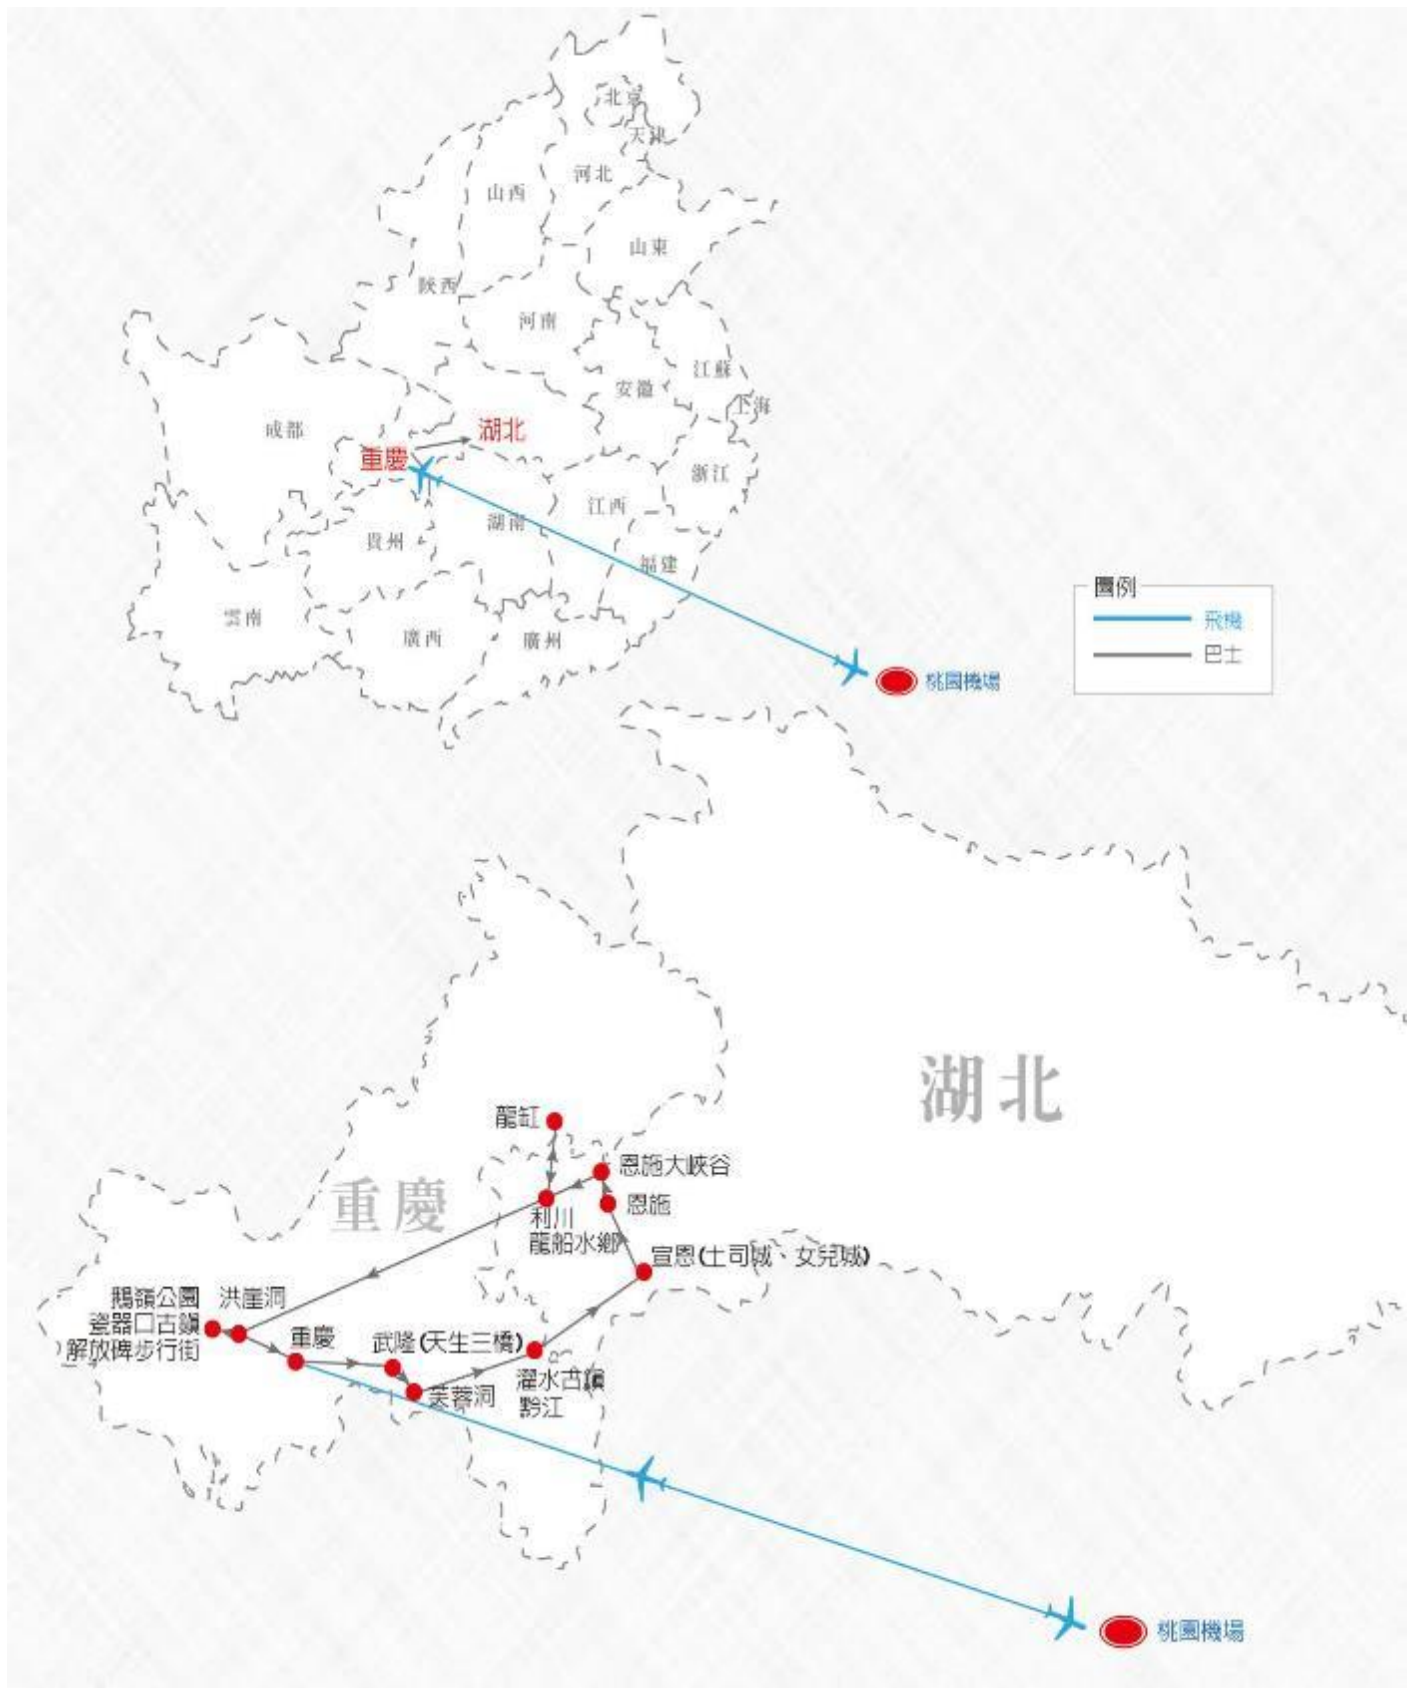 北京
天津
河北
山西
山東
陝西
河南
江蘇
安徽
上海
成都
湖北
重慶
浙江
江西
湖南
貴州
福建
雲南
廣西
廣州
圖例
飛機
巴士
桃園機場
湖北
重慶
龍缸
恩施大峽谷
恩施
利川
龍船水鄉
宣恩(土司城、女兒城)
鵝嶺公園
瓷器口古鎮
解放碑步行街
洪崖洞
重慶
武隆(天生三橋)
芙蓉洞
濯水古鎮
黔江
桃園機場